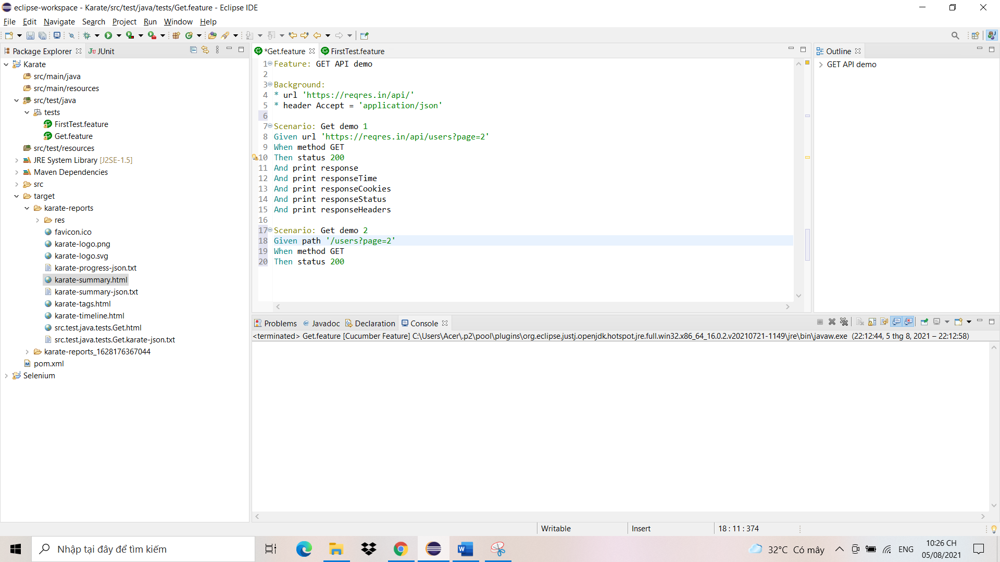 eclipse-workspace - Karate/src/test/java/tests/Get.feature - Eclipse IDE
File Edit Navigate Search Project Run Window Help
Package Explorer
JUnit
Karate
src/main/java
src/main/resources
src/test/java
tests
FirstTest.feature
Get.feature
src/test/resources
JRE System Library [J2SE-1.5]
Maven Dependencies
src
target
karate-reports
res
favicon.ico
karate-logo.png
karate-logo.svg
karate-progress-json.txt
karate-summary.html
karate-summary-json.txt
karate-tags.html
karate-timeline.html
src.test.java.tests.Get.html
src.test.java.tests.Get.karate-json.txt
karate-reports_1628176367044
pom.xml
Selenium
*Get.feature
FirstTest.feature
1 Feature: GET API demo
2
3 Background:
4 * url 'https://reqres.in/api/'
5 * header Accept = 'application/json'
6
7 Scenario: Get demo 1
8 Given url 'https://reqres.in/api/users?page=2'
9 When method GET
10 Then status 200
11 And print response
12 And print responseTime
13 And print responseCookies
14 And print responseStatus
15 And print responseHeaders
16
17 Scenario: Get demo 2
18 Given path '/users?page=2'
19 When method GET
20 Then status 200
Outline
GET API demo
Problems @ Javadoc Declaration Console
<terminated> Get.feature [Cucumber Feature] C:\Users\Acer\.p2\pool\plugins\org.eclipse.justj.openjdk.hotspot.jre.full.win32.x86_64_16.0.2.v20210721-1149\jre\bin\javaw.exe (22:12:44, 5 thg 8, 2021 – 22:12:58)
Writable
Insert
18 : 11 : 374
Nhập tại đây để tìm kiếm
32°C Có mây
ENG
10:26 CH
05/08/2021